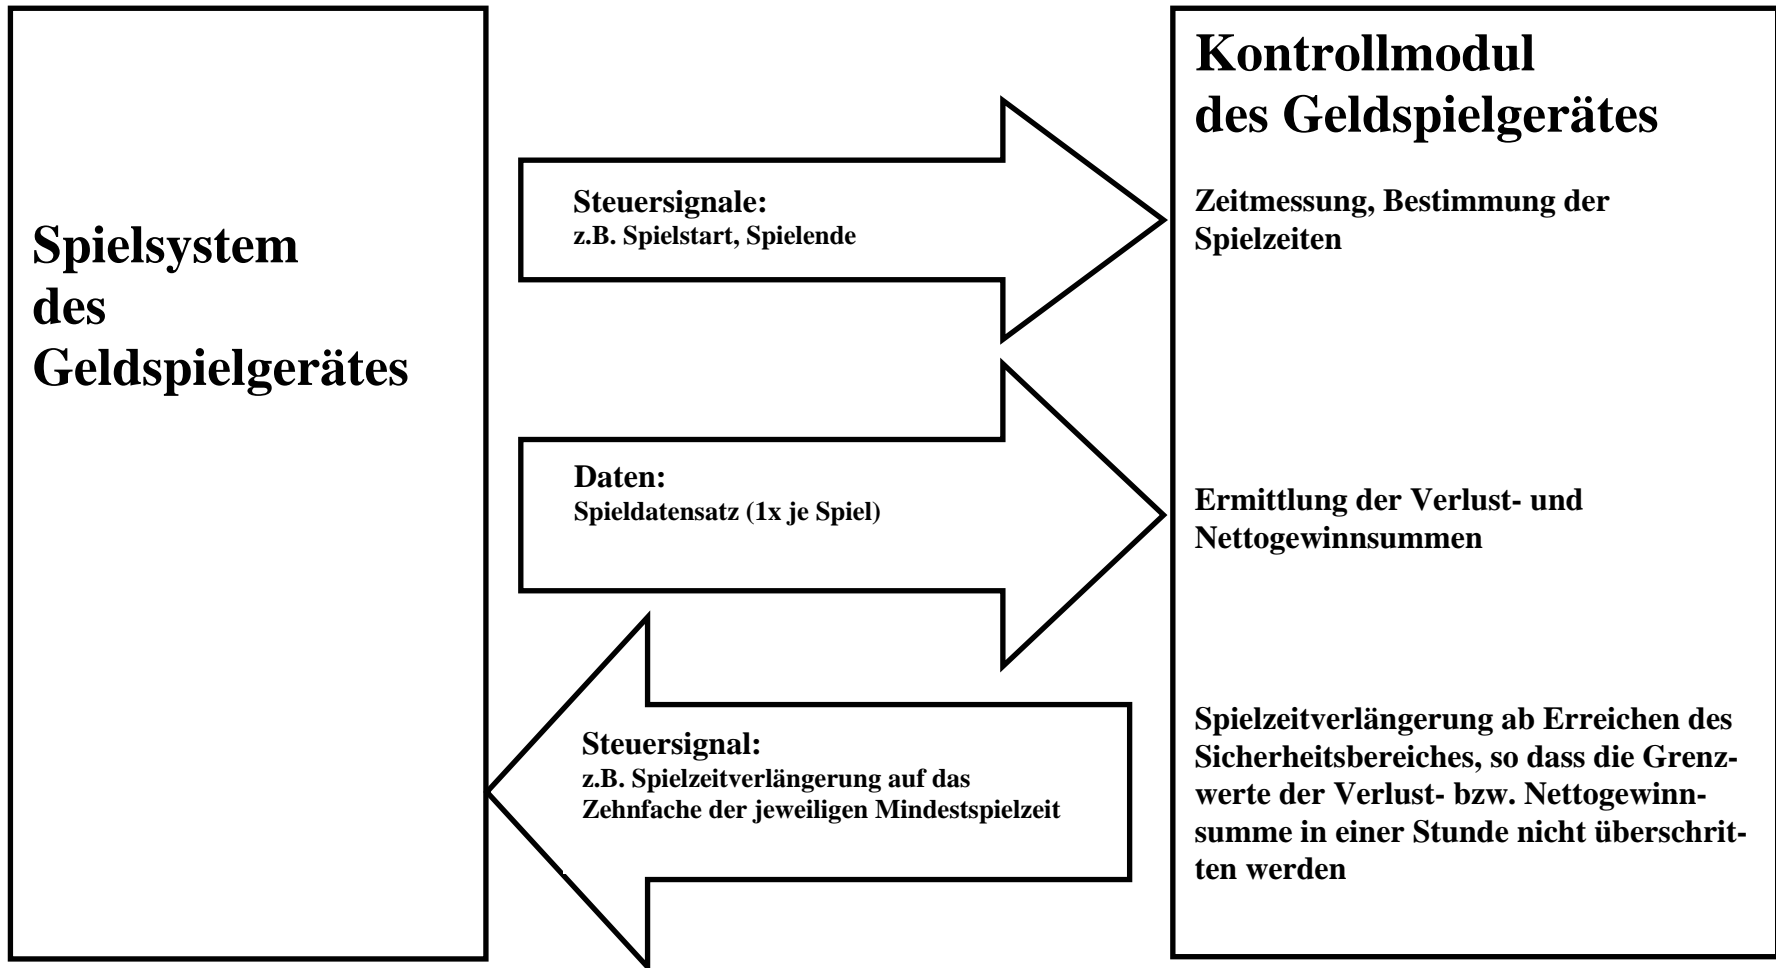 Spielsystem
des
Geldspielgerätes
Steuersignale:
z.B. Spielstart, Spielende
Daten:
Spieldatensatz (1x je Spiel)
Steuersignal:
z.B. Spielzeitverlängerung auf das
Zehnfache der jeweiligen Mindestspielzeit
Kontrollmodul
des Geldspielgerätes
Zeitmessung, Bestimmung der
Spielzeiten
Ermittlung der Verlust- und
Nettogewinnsummen
Spielzeitverlängerung ab Erreichen des
Sicherheitsbereiches, so dass die Grenz-
werte der Verlust- bzw. Nettogewinn-
summe in einer Stunde nicht überschrit-
ten werden